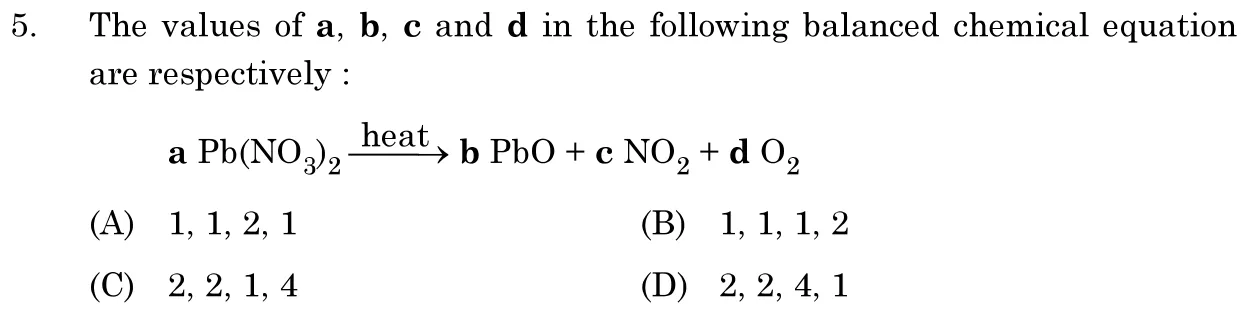 5. The values of a, b, c and d in the following balanced chemical equation
are respectively :
a Pb(NO₃)₂ —heat→ b PbO + c NO₂ + d O₂
(A) 1, 1, 2, 1 (B) 1, 1, 1, 2
(C) 2, 2, 1, 4 (D) 2, 2, 4, 1